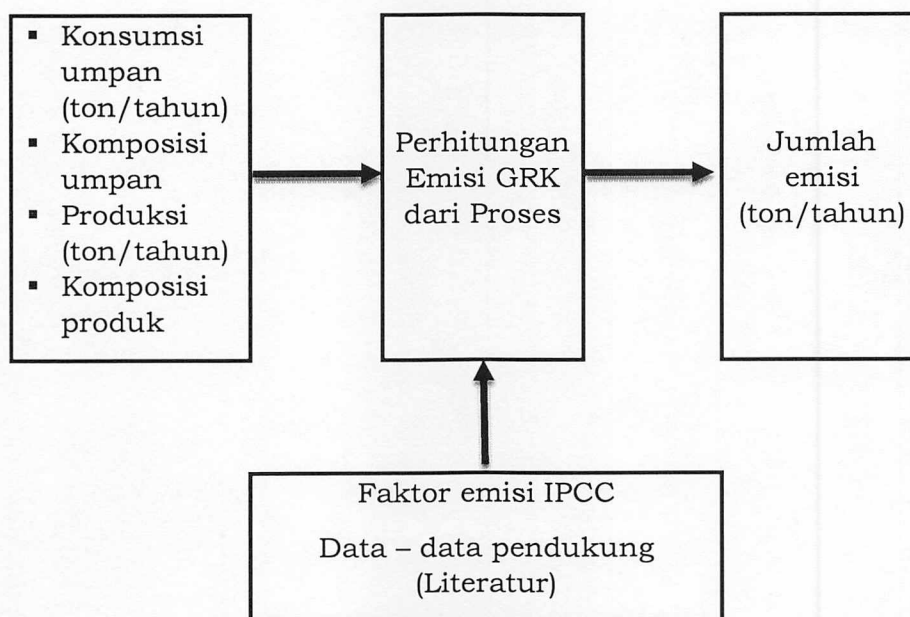 ▪ Konsumsi
umpan
(ton/tahun)
▪ Komposisi
umpan
▪ Produksi
(ton/tahun)
▪ Komposisi
produk
Perhitungan
Emisi GRK
dari Proses
Jumlah
emisi
(ton/tahun)
Faktor emisi IPCC
Data – data pendukung
(Literatur)